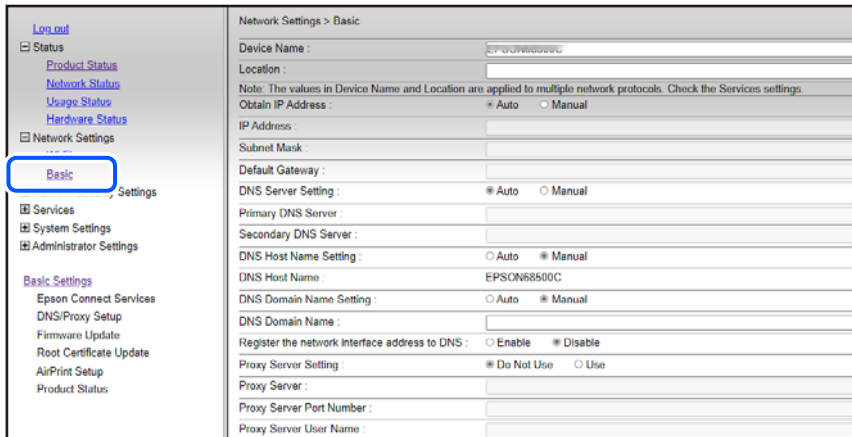 Log out
Status
Product Status
Network Status
Usage Status
Hardware Status
Network Settings
Basic
Settings
Services
System Settings
Administrator Settings
Basic Settings
Epson Connect Services
DNS/Proxy Setup
Firmware Update
Root Certificate Update
AirPrint Setup
Product Status
Network Settings > Basic
Device Name : EPSON68500C
Location :
Note: The values in Device Name and Location are applied to multiple network protocols. Check the Services settings.
Obtain IP Address : Auto Manual
IP Address :
Subnet Mask :
Default Gateway :
DNS Server Setting : Auto Manual
Primary DNS Server :
Secondary DNS Server :
DNS Host Name Setting : Auto Manual
DNS Host Name : EPSON68500C
DNS Domain Name Setting : Auto Manual
DNS Domain Name :
Register the network interface address to DNS : Enable Disable
Proxy Server Setting : Do Not Use Use
Proxy Server :
Proxy Server Port Number :
Proxy Server User Name :